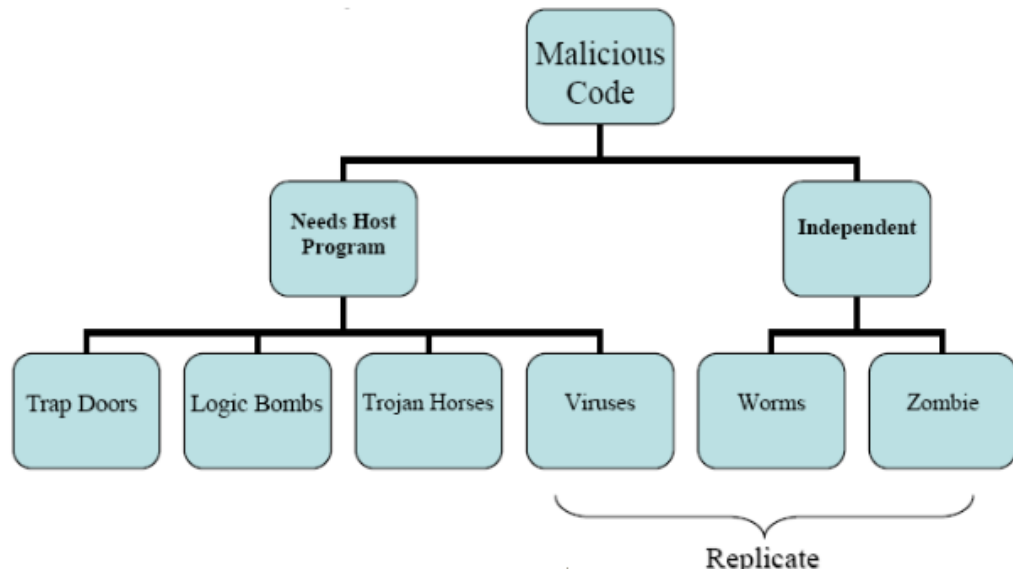 Malicious
Code
Needs Host
Program
Independent
Trap Doors
Logic Bombs
Trojan Horses
Viruses
Worms
Zombie
Replicate